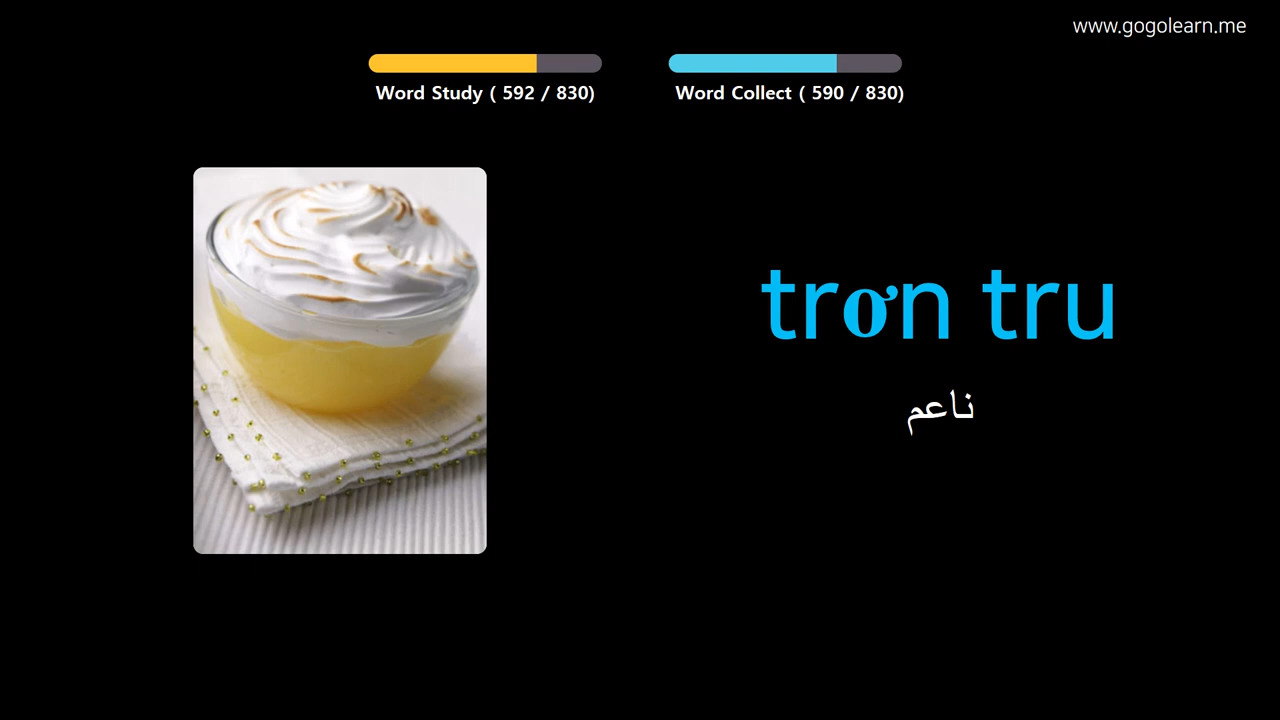 www.gogolearn.me
Word Study ( 592 / 830)
Word Collect ( 590 / 830)
trơn tru
ناعم